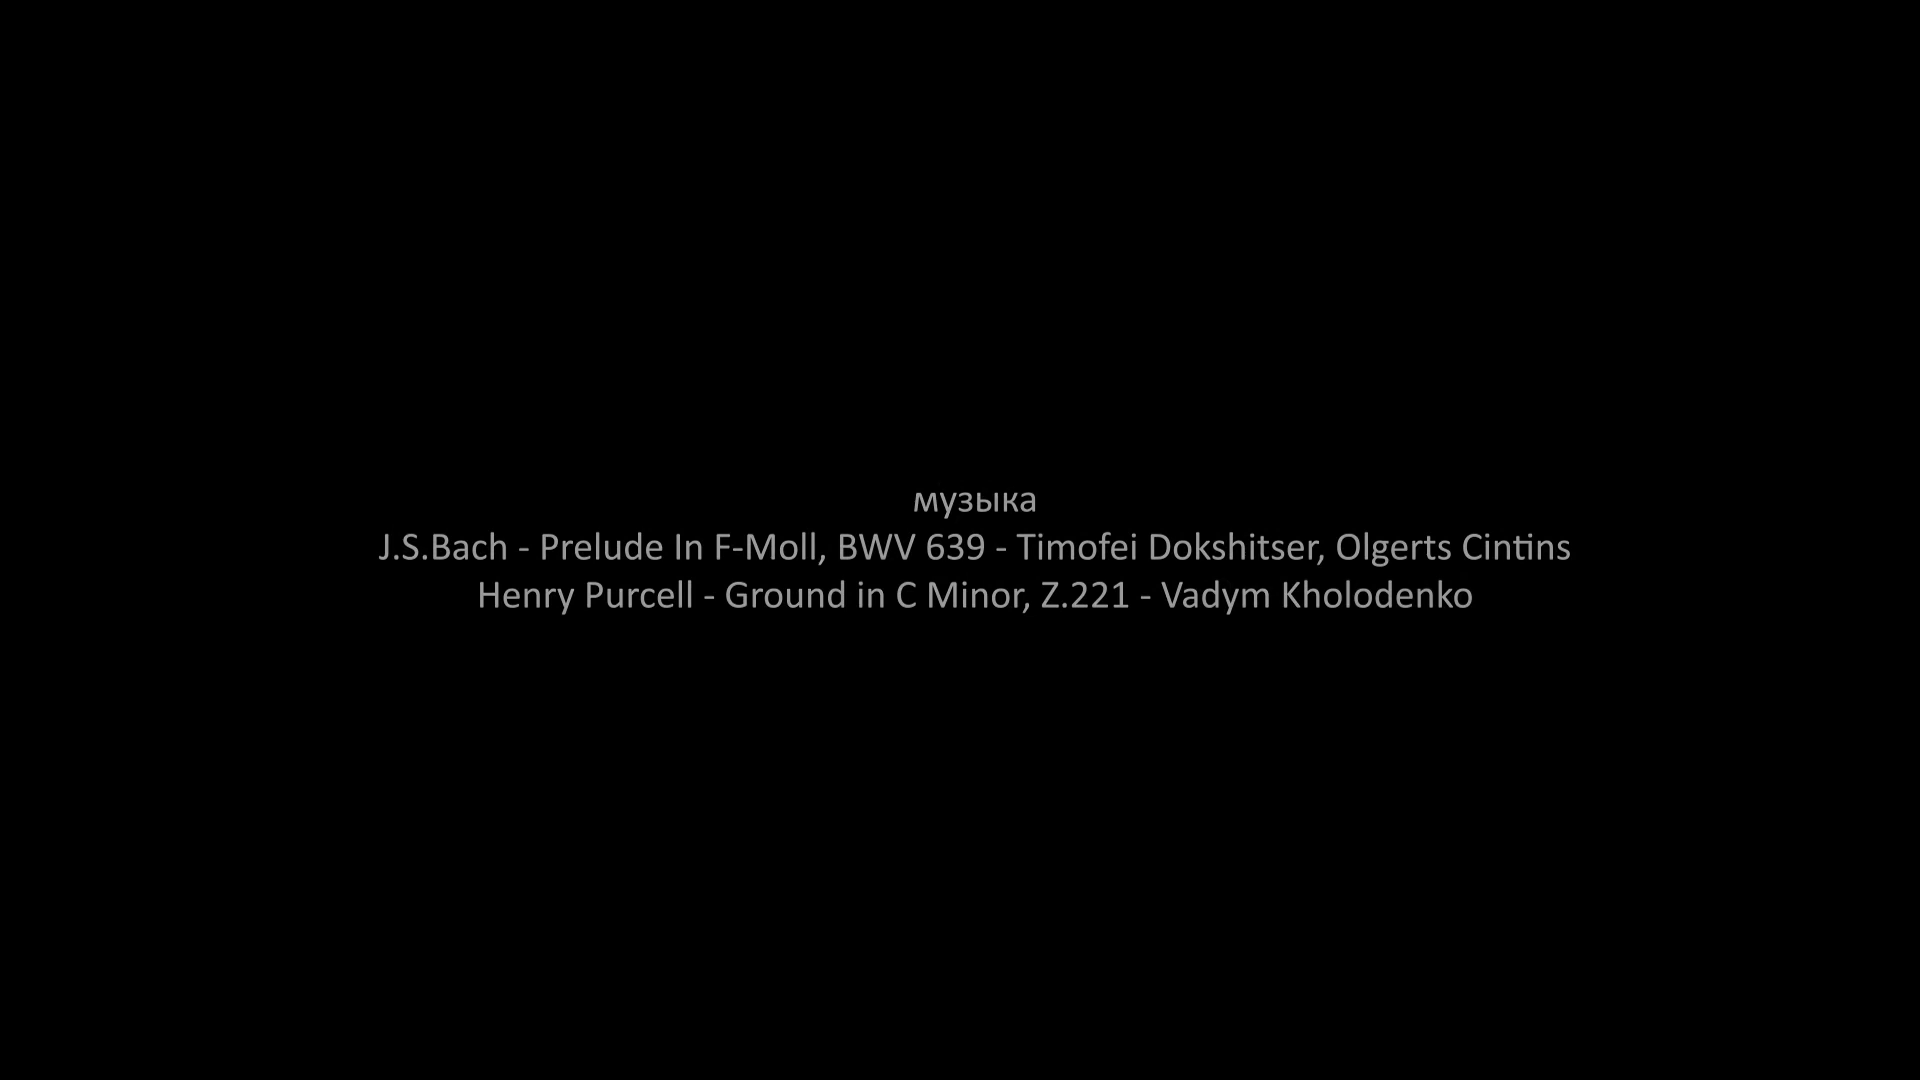 музыка
J.S.Bach - Prelude In F-Moll, BWV 639 - Timofei Dokshitser, Olgerts Cintins
Henry Purcell - Ground in C Minor, Z.221 - Vadym Kholodenko